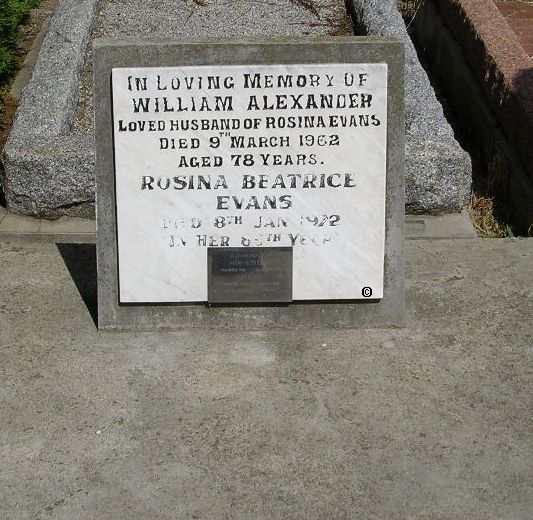 IN LOVING MEMORY OF
WILLIAM ALEXANDER
LOVED HUSBAND OF ROSINA EVANS
DIED 9TH MARCH 1962
AGED 78 YEARS.
ROSINA BEATRICE
EVANS
DIED 8TH JAN 1972
IN HER YEAR
©